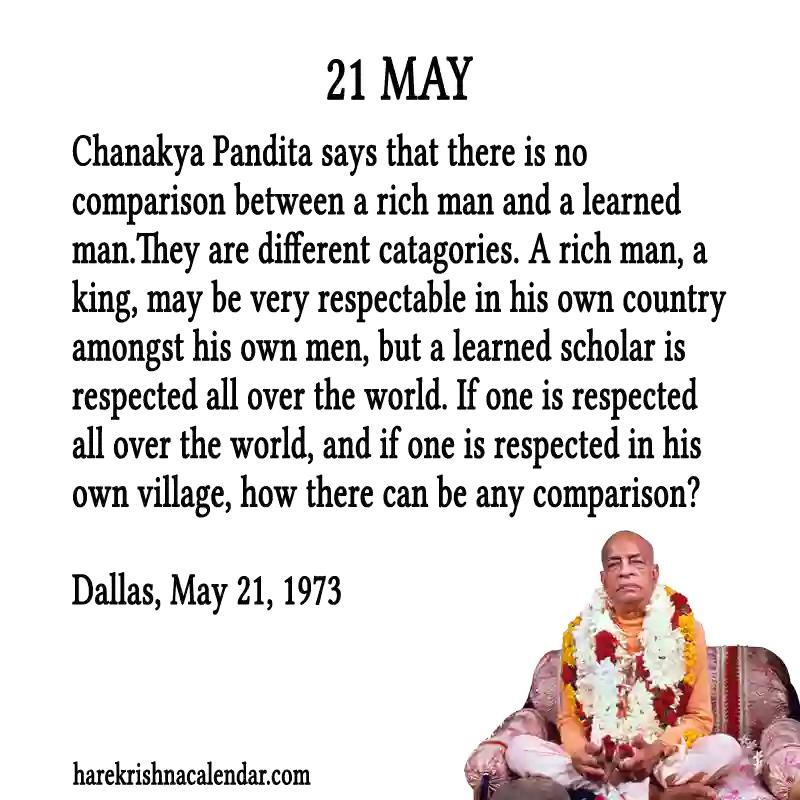 21 MAY
Chanakya Pandita says that there is no
comparison between a rich man and a learned
man.They are different catagories. A rich man, a
king, may be very respectable in his own country
amongst his own men, but a learned scholar is
respected all over the world. If one is respected
all over the world, and if one is respected in his
own village, how there can be any comparison?
Dallas, May 21, 1973
harekrishnacalendar.com